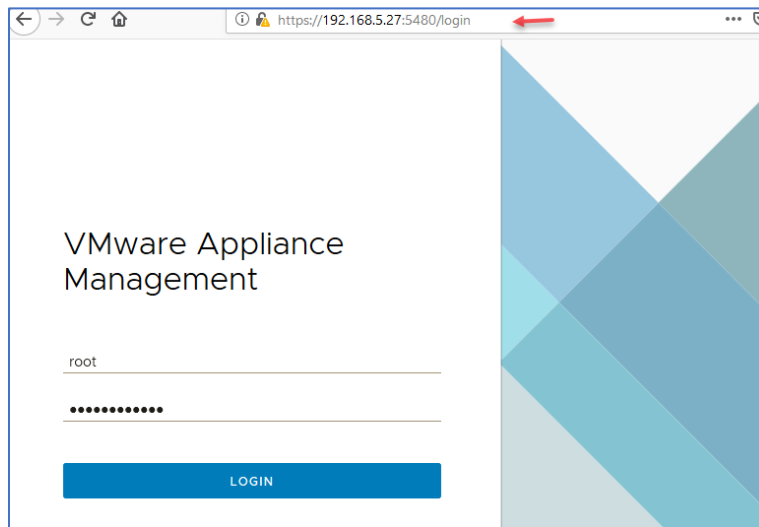 https://192.168.5.27:5480/login
VMware Appliance
Management
root
LOGIN